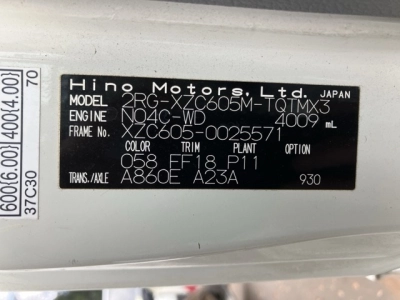 Hino Motors, Ltd. JAPAN
MODEL 2RG-XZC605M-TQTMX3
ENGINE N04C-WD 4009 mL
FRAME No. XZC605-0025571
COLOR TRIM PLANT OPTION
058 FF18 P11
TRANS./AXLE A860E A23A 930
600(6.00) 400(4.00) 70
37C30